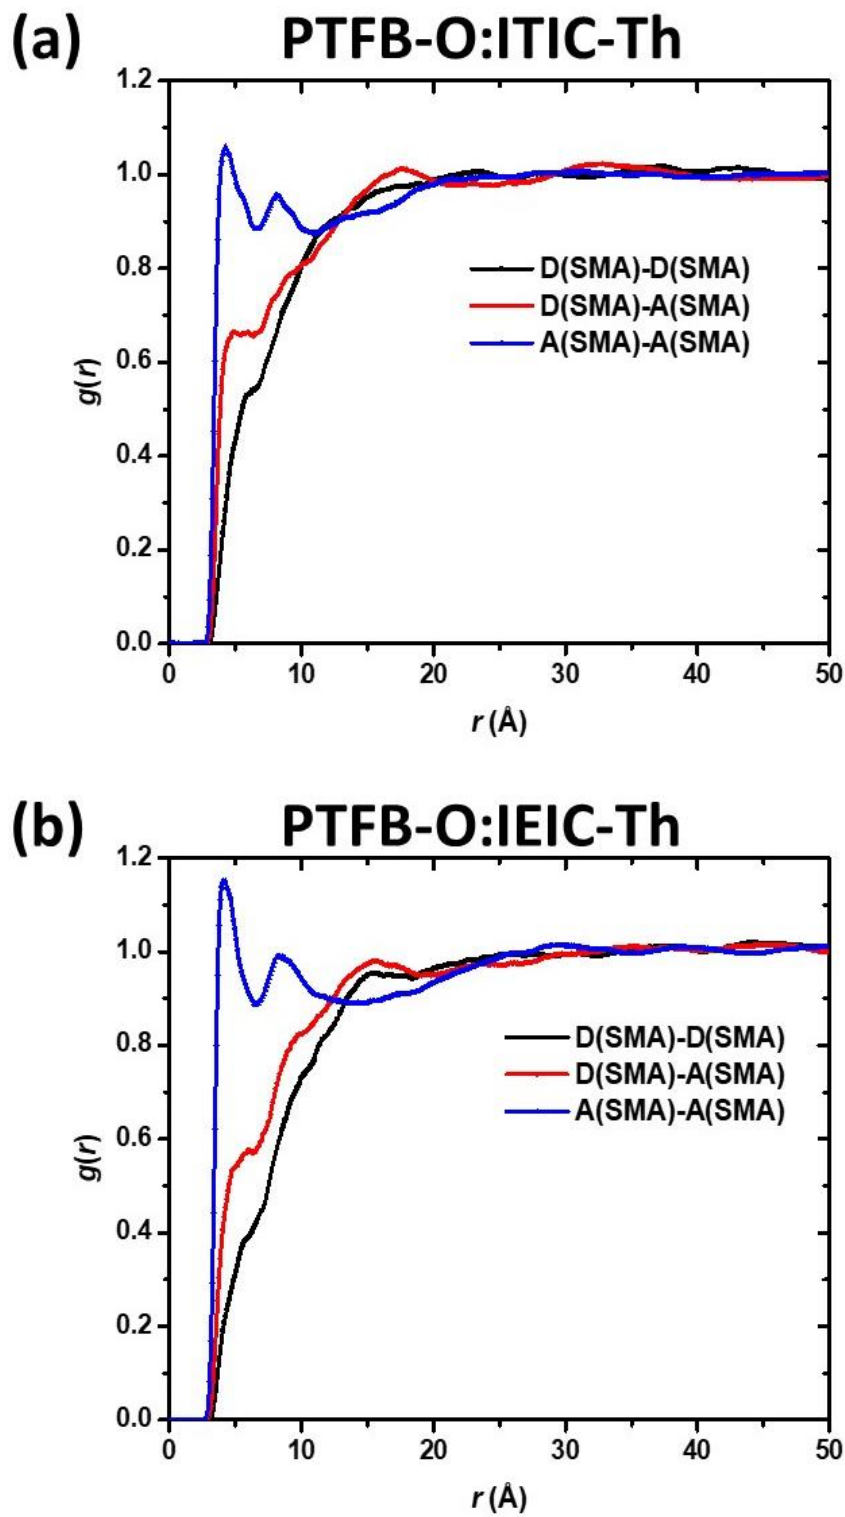 (a) PTFB-O:ITIC-Th
1.2
1.0
0.8
0.6
0.4
0.2
0.0
g(r)
D(SMA)-D(SMA)
D(SMA)-A(SMA)
A(SMA)-A(SMA)
0 10 20 30 40 50
r (Å)
(b) PTFB-O:IEIC-Th
1.2
1.0
0.8
0.6
0.4
0.2
0.0
g(r)
D(SMA)-D(SMA)
D(SMA)-A(SMA)
A(SMA)-A(SMA)
0 10 20 30 40 50
r (Å)